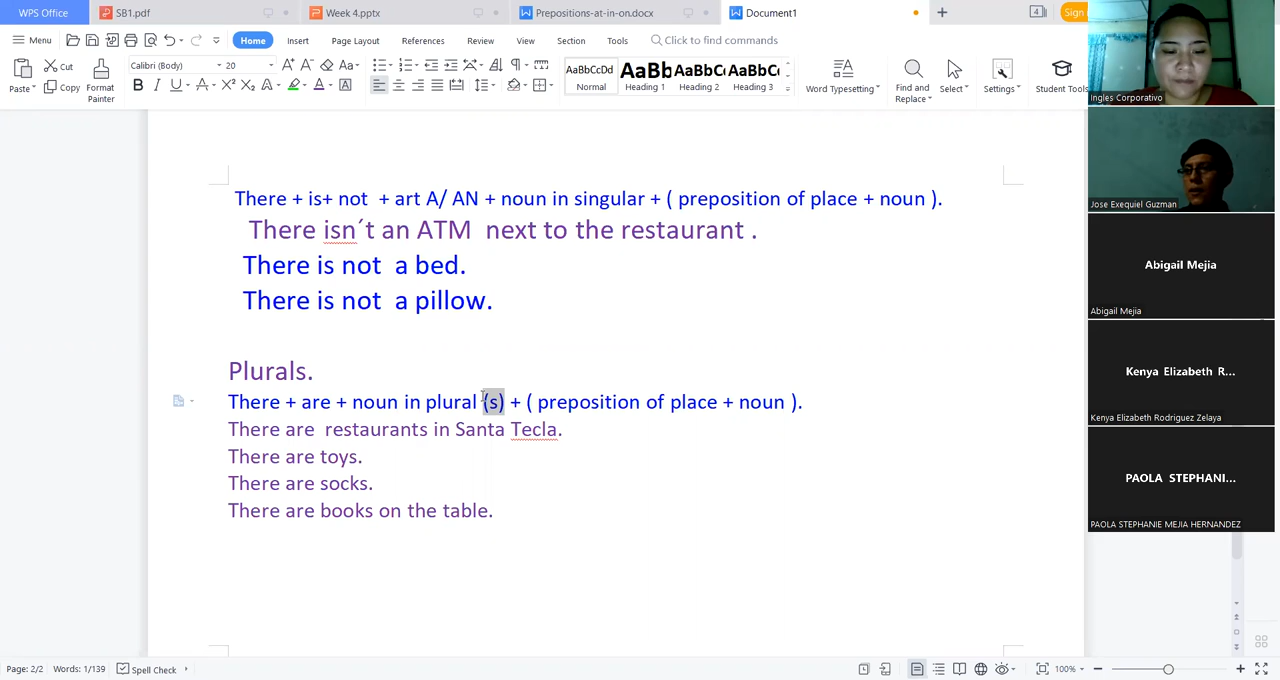 WPS Office
SB1.pdf
Week 4.pptx
Prepositions-at-in-on.docx
Document1
4
Sign
Menu
Home
Insert
Page Layout
References
Review
View
Section
Tools
Click to find commands
Paste
Cut
Copy
Format Painter
Calibri (Body)
20
AaBbCcDd
Normal
AaBb
Heading 1
AaBbC
Heading 2
AaBbC
Heading 3
Word Typesetting
Find and Replace
Select
Settings
Student Tools
There + is+ not + art A/ AN + noun in singular + ( preposition of place + noun ).
There isn´t an ATM next to the restaurant .
There is not a bed.
There is not a pillow.
Plurals.
There + are + noun in plural (s) + ( preposition of place + noun ).
There are restaurants in Santa Tecla.
There are toys.
There are socks.
There are books on the table.
Ingles Corporativo
Jose Exequiel Guzman
Abigail Mejia
Abigail Mejia
Kenya Elizabeth R...
Kenya Elizabeth Rodriguez Zelaya
PAOLA STEPHANI...
PAOLA STEPHANIE MEJIA HERNANDEZ
Page: 2/2
Words: 1/139
Spell Check
100%